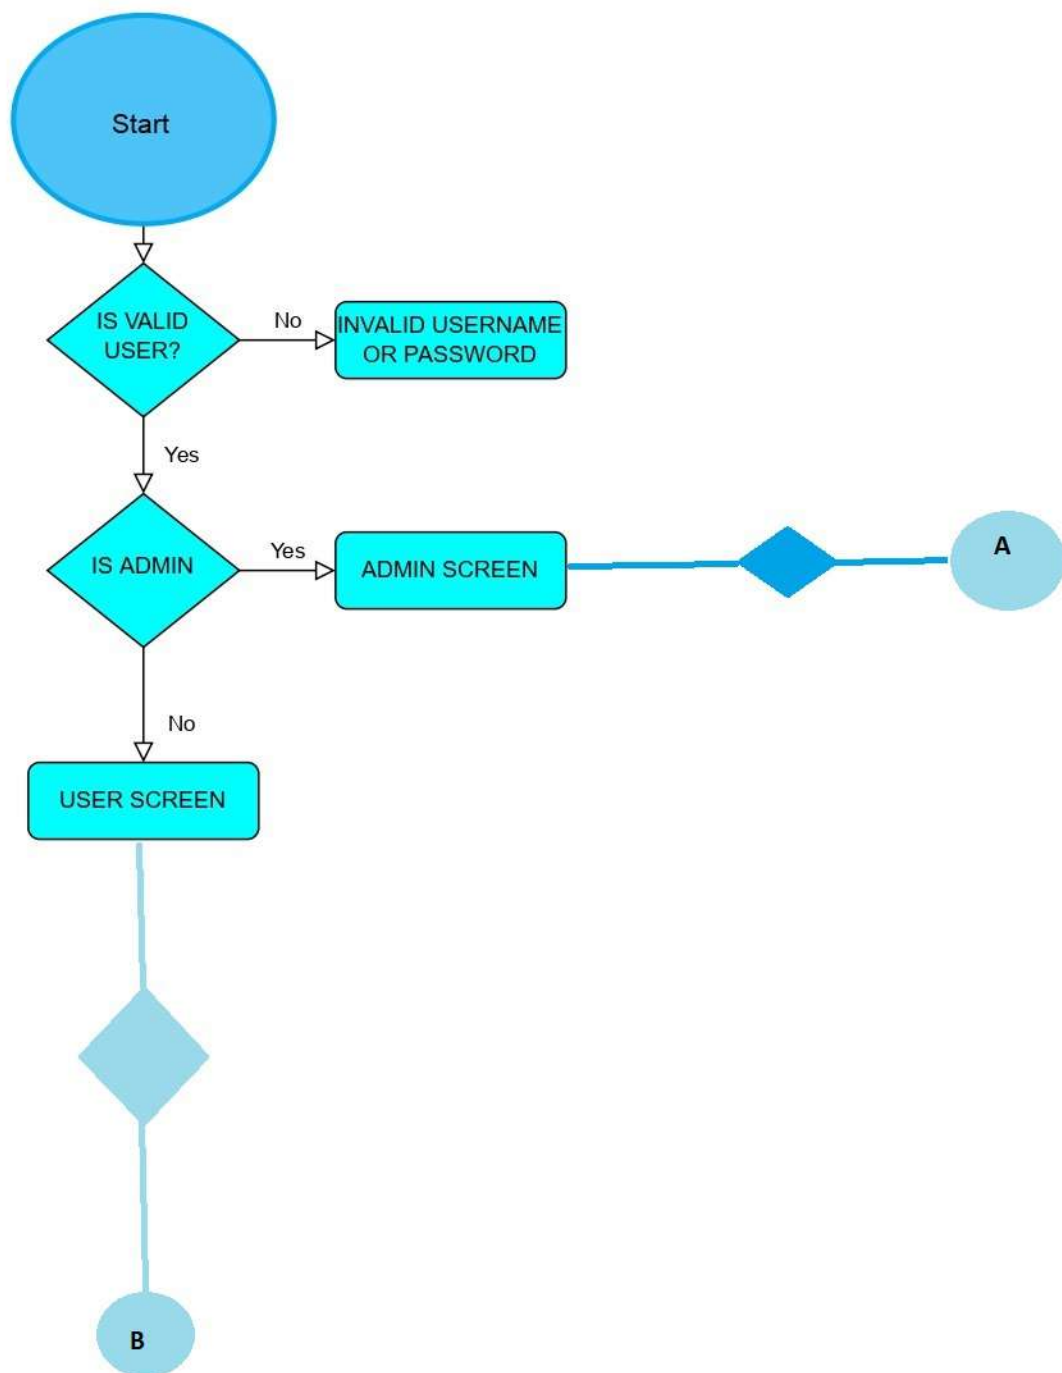 Start
IS VALID
USER?
No
INVALID USERNAME
OR PASSWORD
Yes
IS ADMIN
Yes
ADMIN SCREEN
A
No
USER SCREEN
B